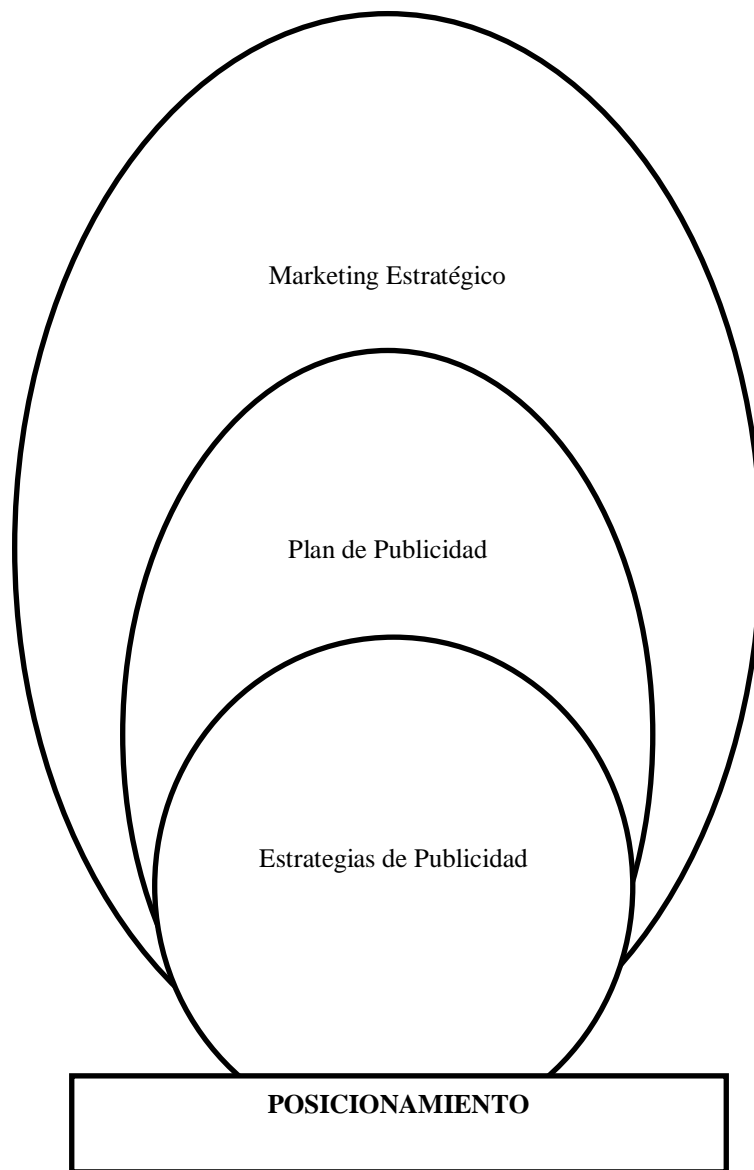 Marketing Estratégico
Plan de Publicidad
Estrategias de Publicidad
POSICIONAMIENTO